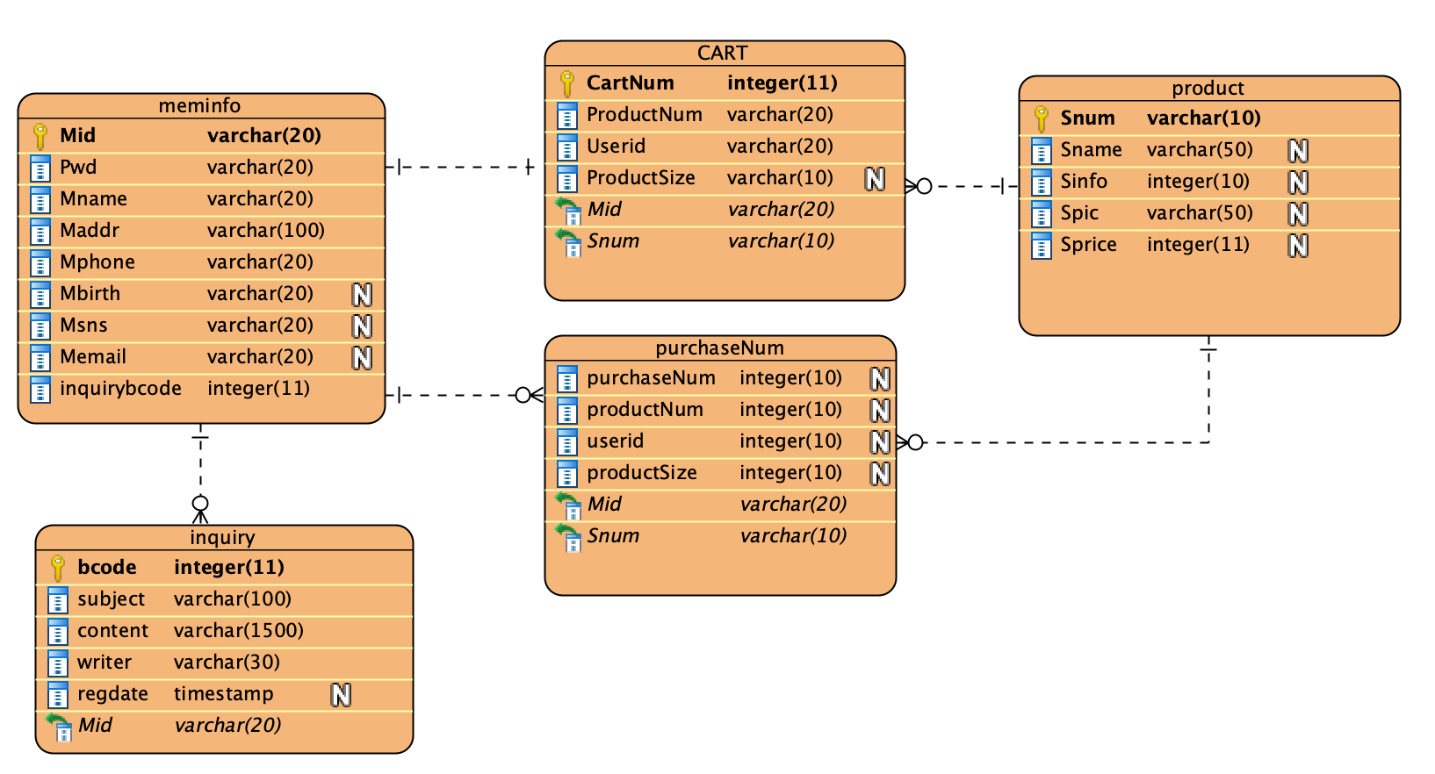 meminfo
Mid varchar(20)
Pwd varchar(20)
Mname varchar(20)
Maddr varchar(100)
Mphone varchar(20)
Mbirth varchar(20) N
Msns varchar(20) N
Memail varchar(20) N
inquirybcode integer(11)
CART
CartNum integer(11)
ProductNum varchar(20)
Userid varchar(20)
ProductSize varchar(10) N
Mid varchar(20)
Snum varchar(10)
product
Snum varchar(10)
Sname varchar(50) N
Sinfo integer(10) N
Spic varchar(50) N
Sprice integer(11) N
purchaseNum
purchaseNum integer(10) N
productNum integer(10) N
userid integer(10) N
productSize integer(10) N
Mid varchar(20)
Snum varchar(10)
inquiry
bcode integer(11)
subject varchar(100)
content varchar(1500)
writer varchar(30)
regdate timestamp N
Mid varchar(20)